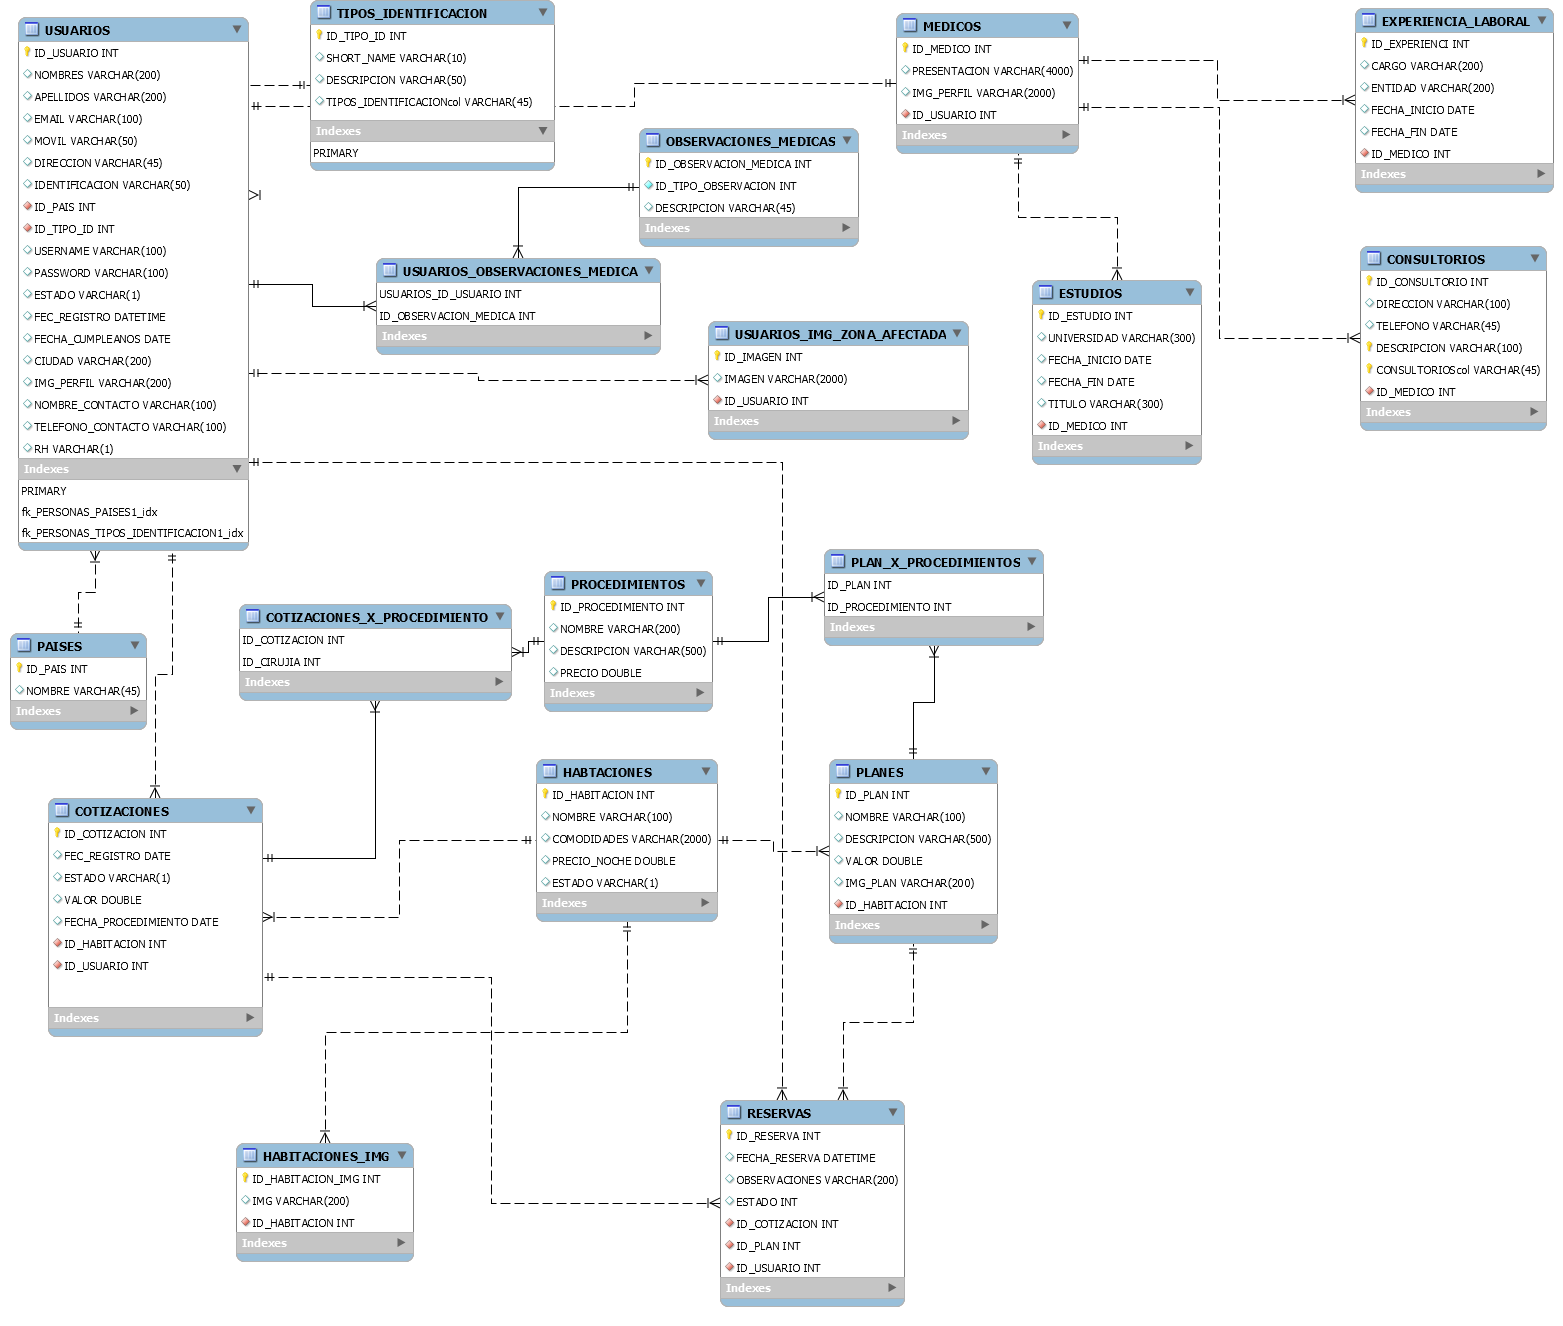 USUARIOS
ID_USUARIO INT
NOMBRES VARCHAR(200)
APELLIDOS VARCHAR(200)
EMAIL VARCHAR(100)
MOVIL VARCHAR(50)
DIRECCION VARCHAR(45)
IDENTIFICACION VARCHAR(50)
ID_PAIS INT
ID_TIPO_ID INT
USERNAME VARCHAR(100)
PASSWORD VARCHAR(100)
ESTADO VARCHAR(1)
FEC_REGISTRO DATETIME
FECHA_CUMPLEANOS DATE
CIUDAD VARCHAR(200)
IMG_PERFIL VARCHAR(200)
NOMBRE_CONTACTO VARCHAR(100)
TELEFONO_CONTACTO VARCHAR(100)
RH VARCHAR(1)
Indexes
PRIMARY
fk_PERSONAS_PAISES1_idx
fk_PERSONAS_TIPOS_IDENTIFICACION1_idx
TIPOS_IDENTIFICACION
ID_TIPO_ID INT
SHORT_NAME VARCHAR(10)
DESCRIPCION VARCHAR(50)
TIPOS_IDENTIFICACIONcol VARCHAR(45)
Indexes
PRIMARY
MEDICOS
ID_MEDICO INT
PRESENTACION VARCHAR(4000)
IMG_PERFIL VARCHAR(2000)
ID_USUARIO INT
Indexes
EXPERIENCIA_LABORAL
ID_EXPERIENCI INT
CARGO VARCHAR(200)
ENTIDAD VARCHAR(200)
FECHA_INICIO DATE
FECHA_FIN DATE
ID_MEDICO INT
Indexes
OBSERVACIONES_MEDICAS
ID_OBSERVACION_MEDICA INT
ID_TIPO_OBSERVACION INT
DESCRIPCION VARCHAR(45)
Indexes
USUARIOS_OBSERVACIONES_MEDICA
USUARIOS_ID_USUARIO INT
ID_OBSERVACION_MEDICA INT
Indexes
USUARIOS_IMG_ZONA_AFECTADA
ID_IMAGEN INT
IMAGEN VARCHAR(2000)
ID_USUARIO INT
Indexes
ESTUDIOS
ID_ESTUDIO INT
UNIVERSIDAD VARCHAR(300)
FECHA_INICIO DATE
FECHA_FIN DATE
TITULO VARCHAR(300)
ID_MEDICO INT
Indexes
CONSULTORIOS
ID_CONSULTORIO INT
DIRECCION VARCHAR(100)
TELEFONO VARCHAR(45)
DESCRIPCION VARCHAR(100)
CONSULTORIOScol VARCHAR(45)
ID_MEDICO INT
Indexes
PAISES
ID_PAIS INT
NOMBRE VARCHAR(45)
Indexes
COTIZACIONES_X_PROCEDIMIENTO
ID_COTIZACION INT
ID_CIRUJIA INT
Indexes
PROCEDIMIENTOS
ID_PROCEDIMIENTO INT
NOMBRE VARCHAR(200)
DESCRIPCION VARCHAR(500)
PRECIO DOUBLE
Indexes
PLAN_X_PROCEDIMIENTOS
ID_PLAN INT
ID_PROCEDIMIENTO INT
Indexes
COTIZACIONES
ID_COTIZACION INT
FEC_REGISTRO DATE
ESTADO VARCHAR(1)
VALOR DOUBLE
FECHA_PROCEDIMIENTO DATE
ID_HABITACION INT
ID_USUARIO INT
Indexes
HABTACIONES
ID_HABITACION INT
NOMBRE VARCHAR(100)
COMODIDADES VARCHAR(2000)
PRECIO_NOCHE DOUBLE
ESTADO VARCHAR(1)
Indexes
PLANES
ID_PLAN INT
NOMBRE VARCHAR(100)
DESCRIPCION VARCHAR(500)
VALOR DOUBLE
IMG_PLAN VARCHAR(200)
ID_HABITACION INT
Indexes
HABITACIONES_IMG
ID_HABITACION_IMG INT
IMG VARCHAR(200)
ID_HABITACION INT
Indexes
RESERVAS
ID_RESERVA INT
FECHA_RESERVA DATETIME
OBSERVACIONES VARCHAR(200)
ESTADO INT
ID_COTIZACION INT
ID_PLAN INT
ID_USUARIO INT
Indexes